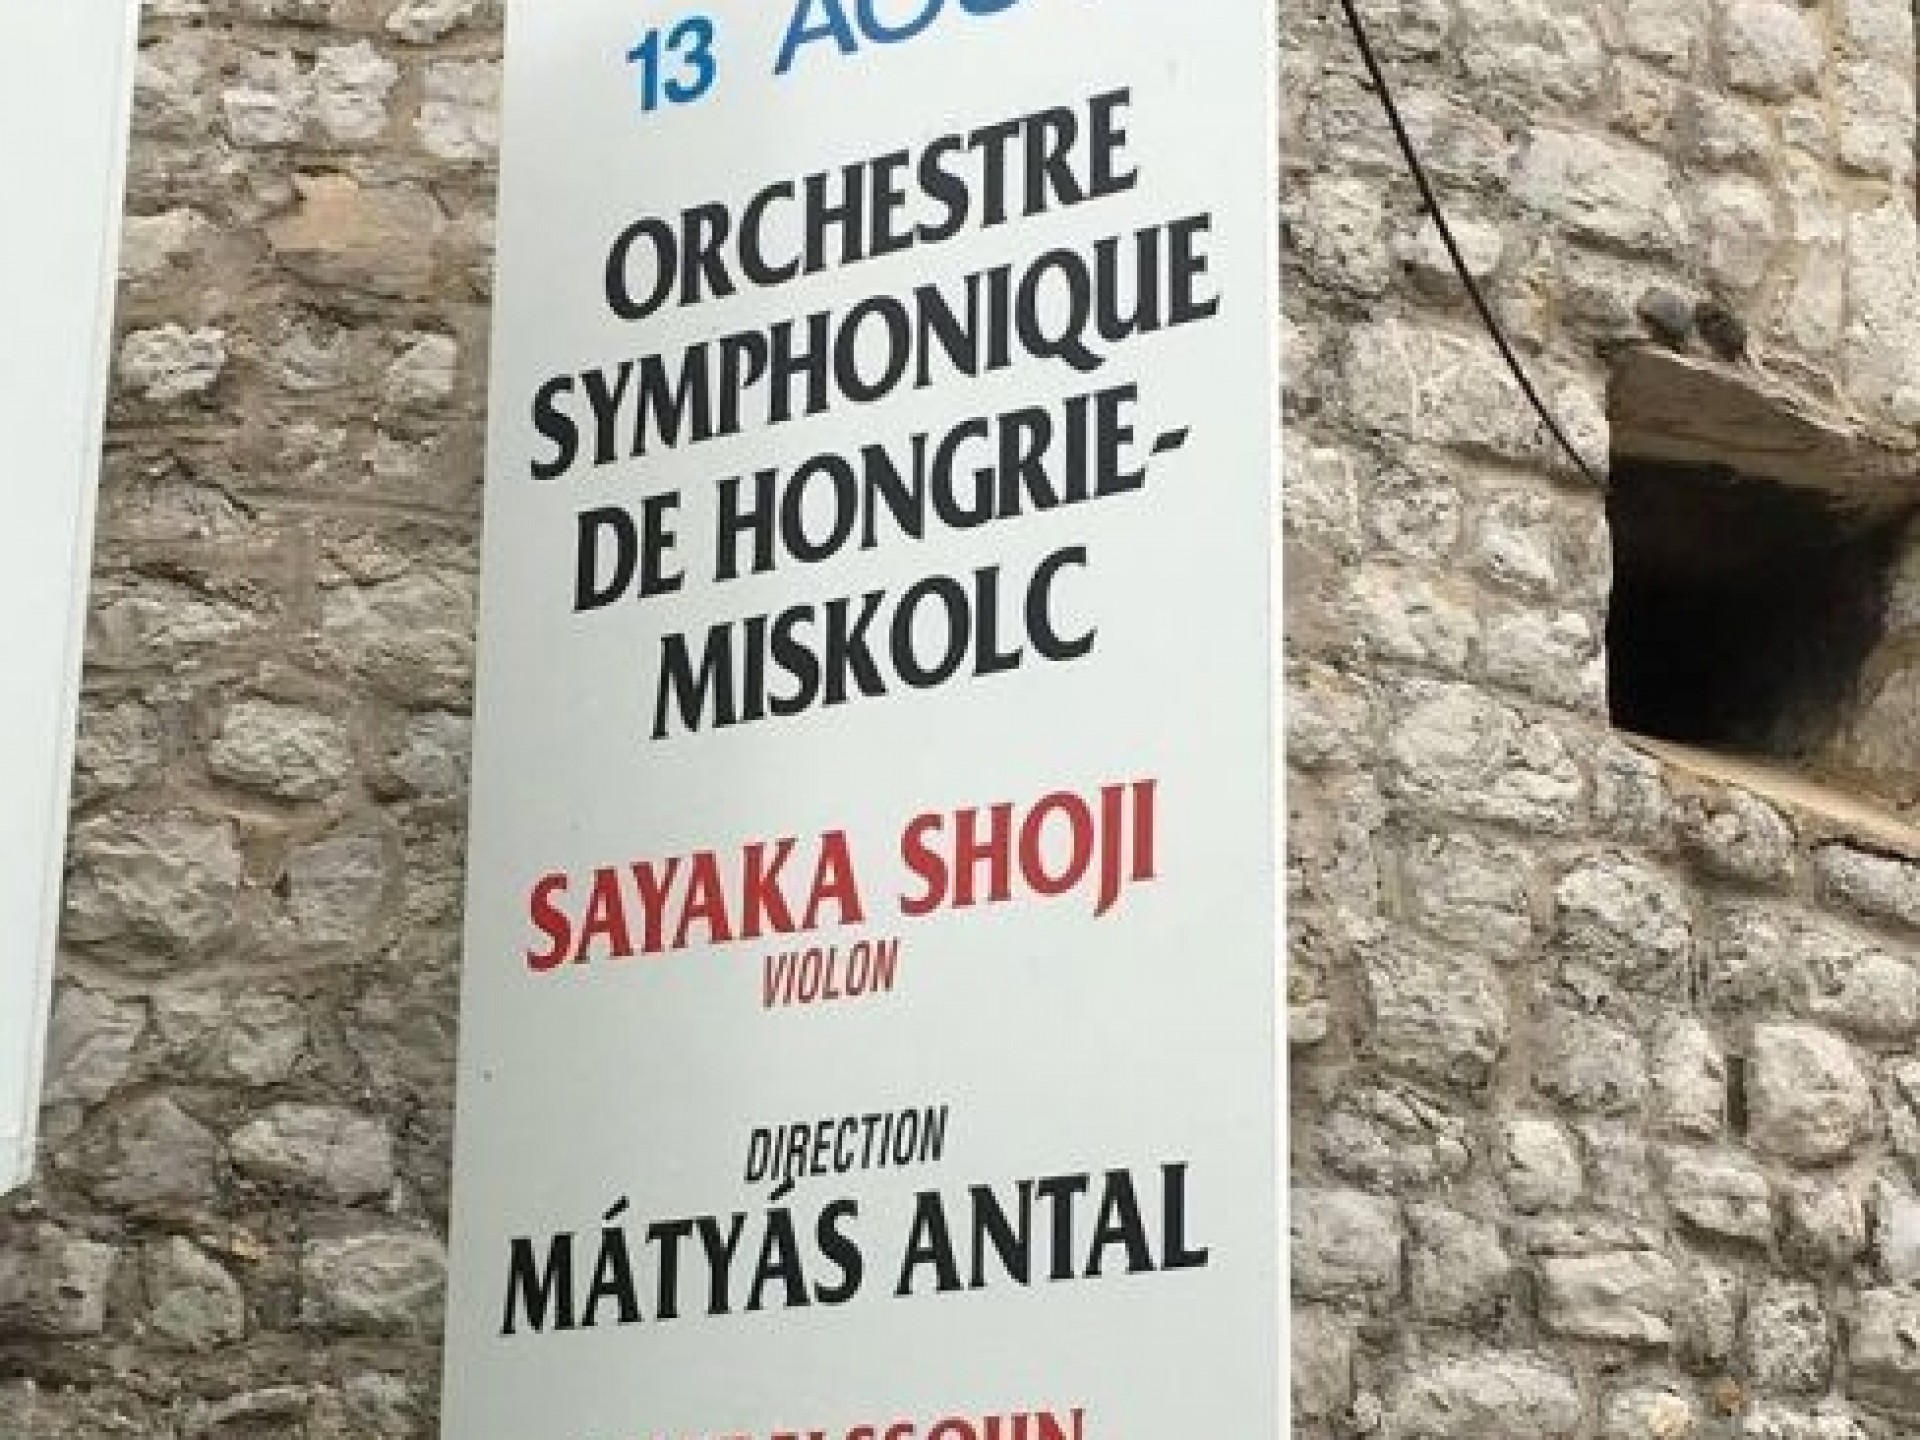 13
ORCHESTRE
SYMPHONIQUE
DE HONGRIE-
MISKOLC
SAYAKA SHOJI
VIOLON
DIRECTION
MÁTYÁS ANTAL